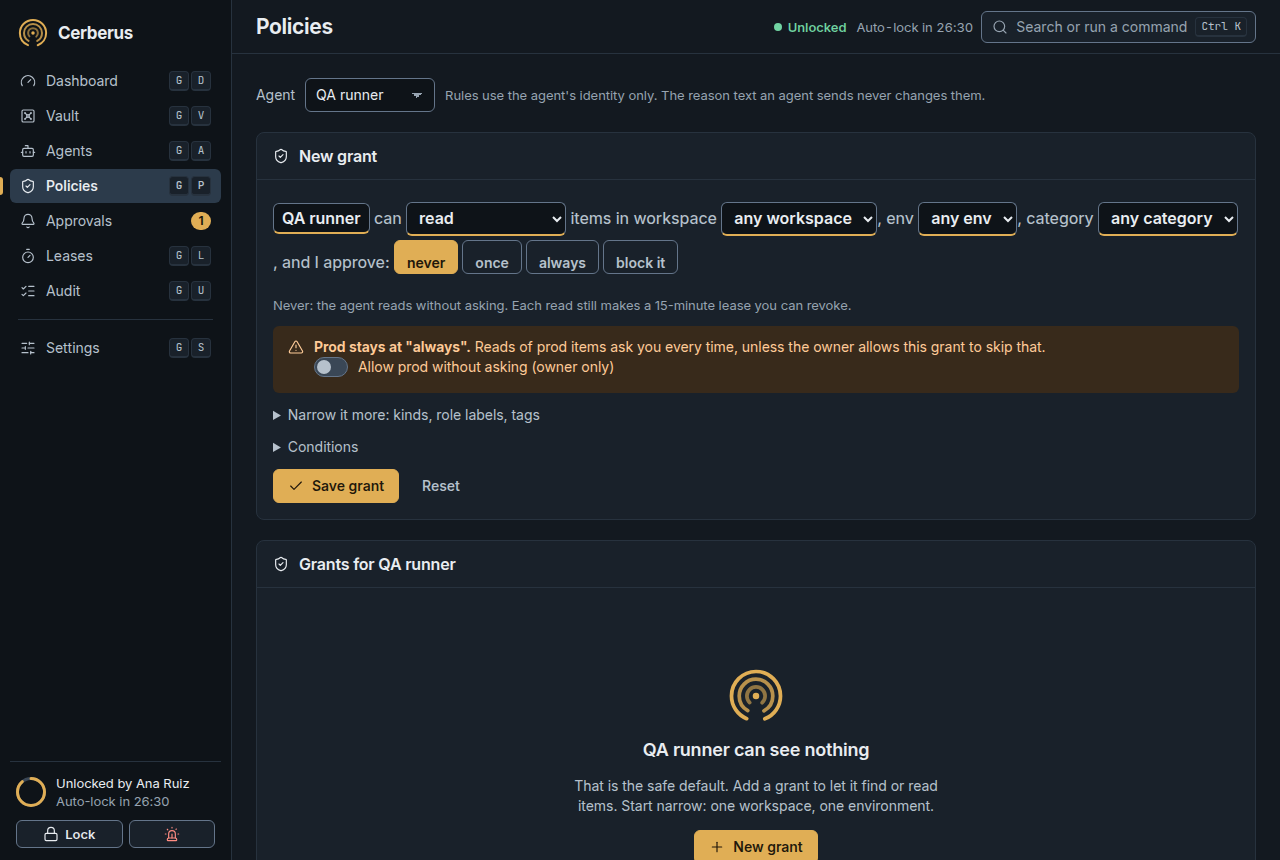 Cerberus
Dashboard G D
Vault G V
Agents G A
Policies G P
Approvals 1
Leases G L
Audit G U
Settings G S
Unlocked by Ana Ruiz
Auto-lock in 26:30
Lock
Policies
Unlocked Auto-lock in 26:30 Search or run a command Ctrl K
Agent QA runner Rules use the agent's identity only. The reason text an agent sends never changes them.
New grant
QA runner can read items in workspace any workspace , env any env , category any category
, and I approve: never once always block it
Never: the agent reads without asking. Each read still makes a 15-minute lease you can revoke.
Prod stays at "always". Reads of prod items ask you every time, unless the owner allows this grant to skip that.
Allow prod without asking (owner only)
Narrow it more: kinds, role labels, tags
Conditions
Save grant Reset
Grants for QA runner
QA runner can see nothing
That is the safe default. Add a grant to let it find or read
items. Start narrow: one workspace, one environment.
New grant